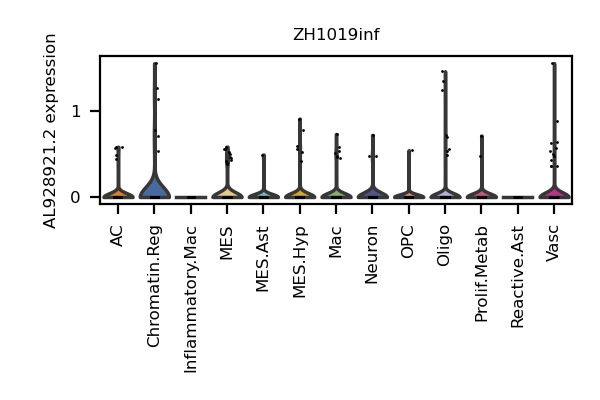 ZH1019inf
AL928921.2 expression
1
0
AC
Chromatin.Reg
Inflammatory.Mac
MES
MES.Ast
MES.Hyp
Mac
Neuron
OPC
Oligo
Prolif.Metab
Reactive.Ast
Vasc